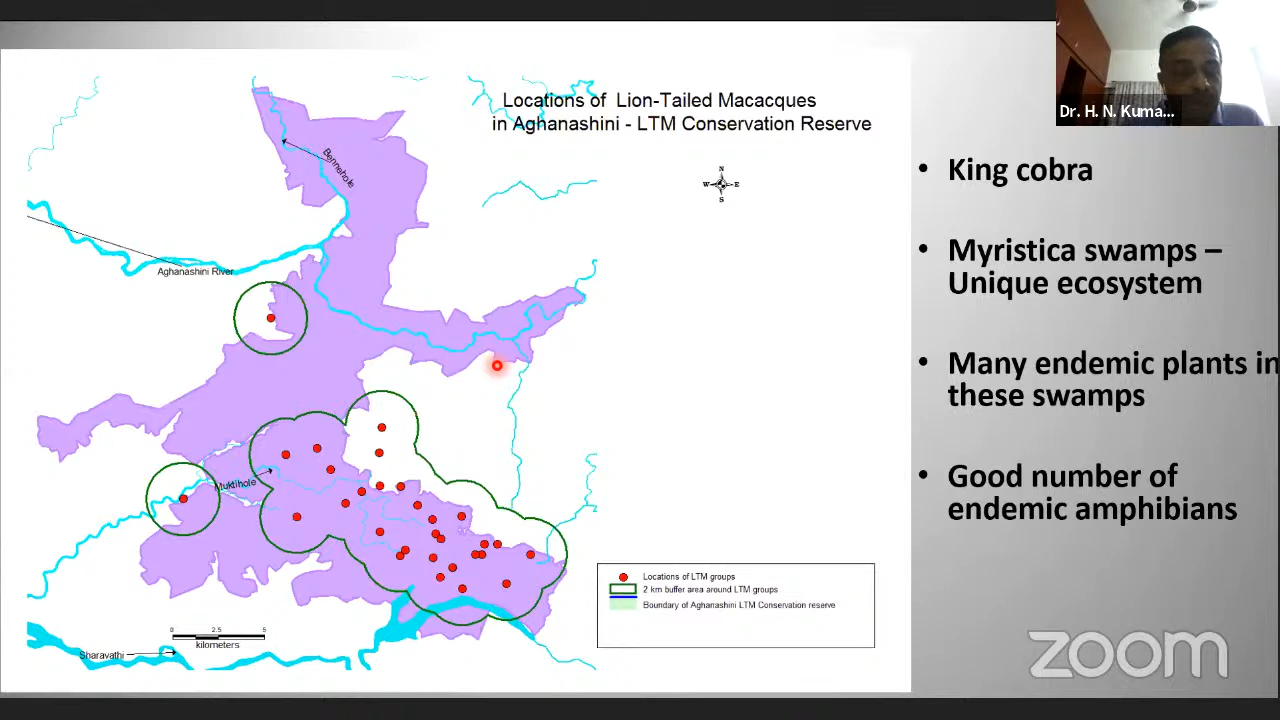 Locations of Lion-Tailed Macacques
in Aghanashini - LTM Conservation Reserve
Dr. H. N. Kuma...
N
W E
S
Bennehole
Aghanashini River
Muktihole
Sharavathi
0 2.5 5
kilometers
Locations of LTM groups
2 km buffer area around LTM groups
Boundary of Aghanashini LTM Conservation reserve
• King cobra
• Myristica swamps –
Unique ecosystem
• Many endemic plants in
these swamps
• Good number of
endemic amphibians
zoom